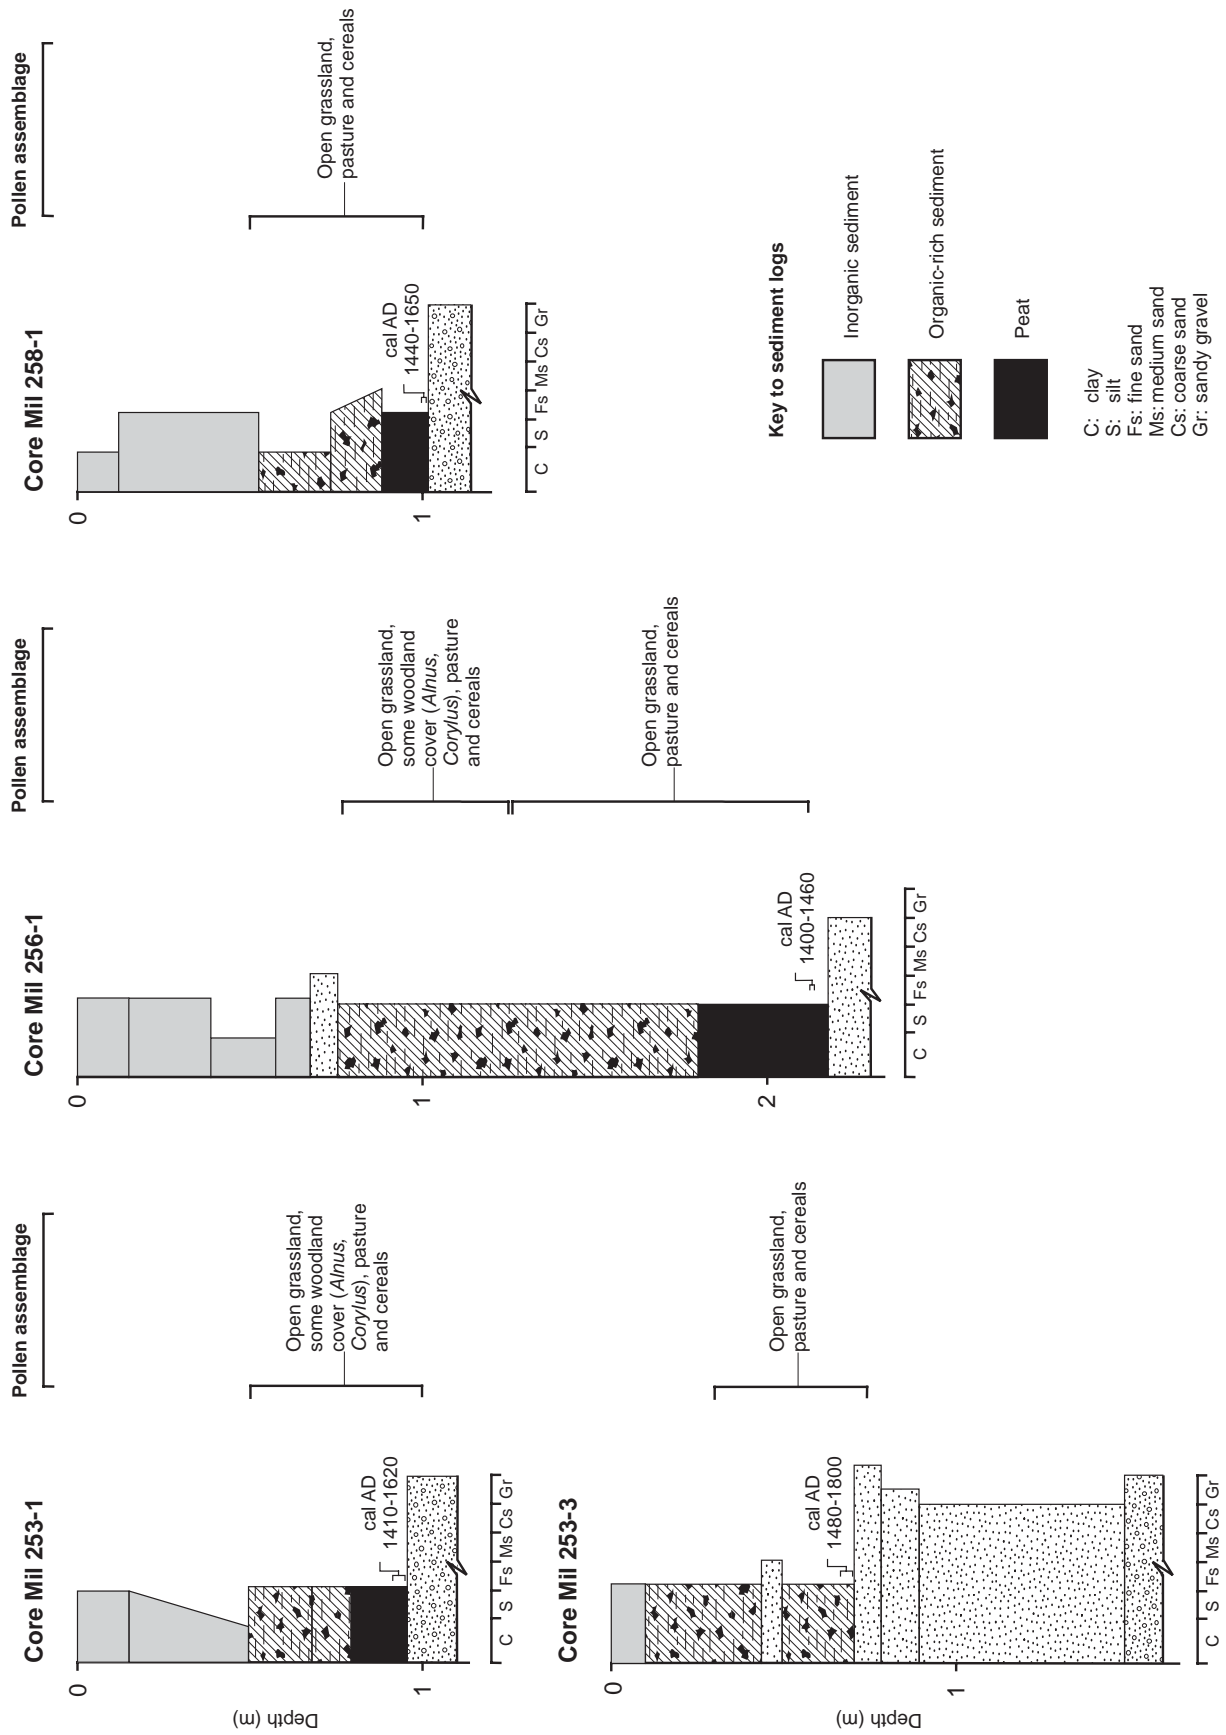 Core Mil 253-1
Pollen assemblage
Depth (m)
0
1
cal AD
1410-1620
C S Fs Ms Cs Gr
Open grassland,
some woodland
cover (Alnus,
Corylus), pasture
and cereals
Core Mil 256-1
Pollen assemblage
0
1
2
cal AD
1400-1460
C S Fs Ms Cs Gr
Open grassland,
some woodland
cover (Alnus,
Corylus), pasture
and cereals
Open grassland,
pasture and cereals
Core Mil 258-1
Pollen assemblage
0
1
cal AD
1440-1650
C S Fs Ms Cs Gr
Open grassland,
pasture and cereals
Core Mil 253-3
Depth (m)
0
1
cal AD
1480-1800
C S Fs Ms Cs Gr
Open grassland,
pasture and cereals
Key to sediment logs
Inorganic sediment
Organic-rich sediment
Peat
C: clay
S: silt
Fs: fine sand
Ms: medium sand
Cs: coarse sand
Gr: sandy gravel